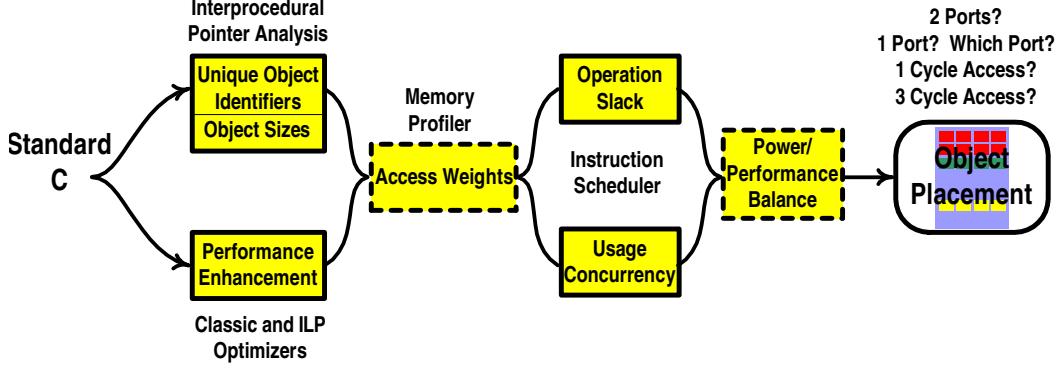 Interprocedural
Pointer Analysis
Unique Object
Identifiers
Object Sizes
Standard
C
Performance
Enhancement
Classic and ILP
Optimizers
Memory
Profiler
Access Weights
Operation
Slack
Instruction
Scheduler
Usage
Concurrency
Power/
Performance
Balance
2 Ports?
1 Port? Which Port?
1 Cycle Access?
3 Cycle Access?
Object
Placement